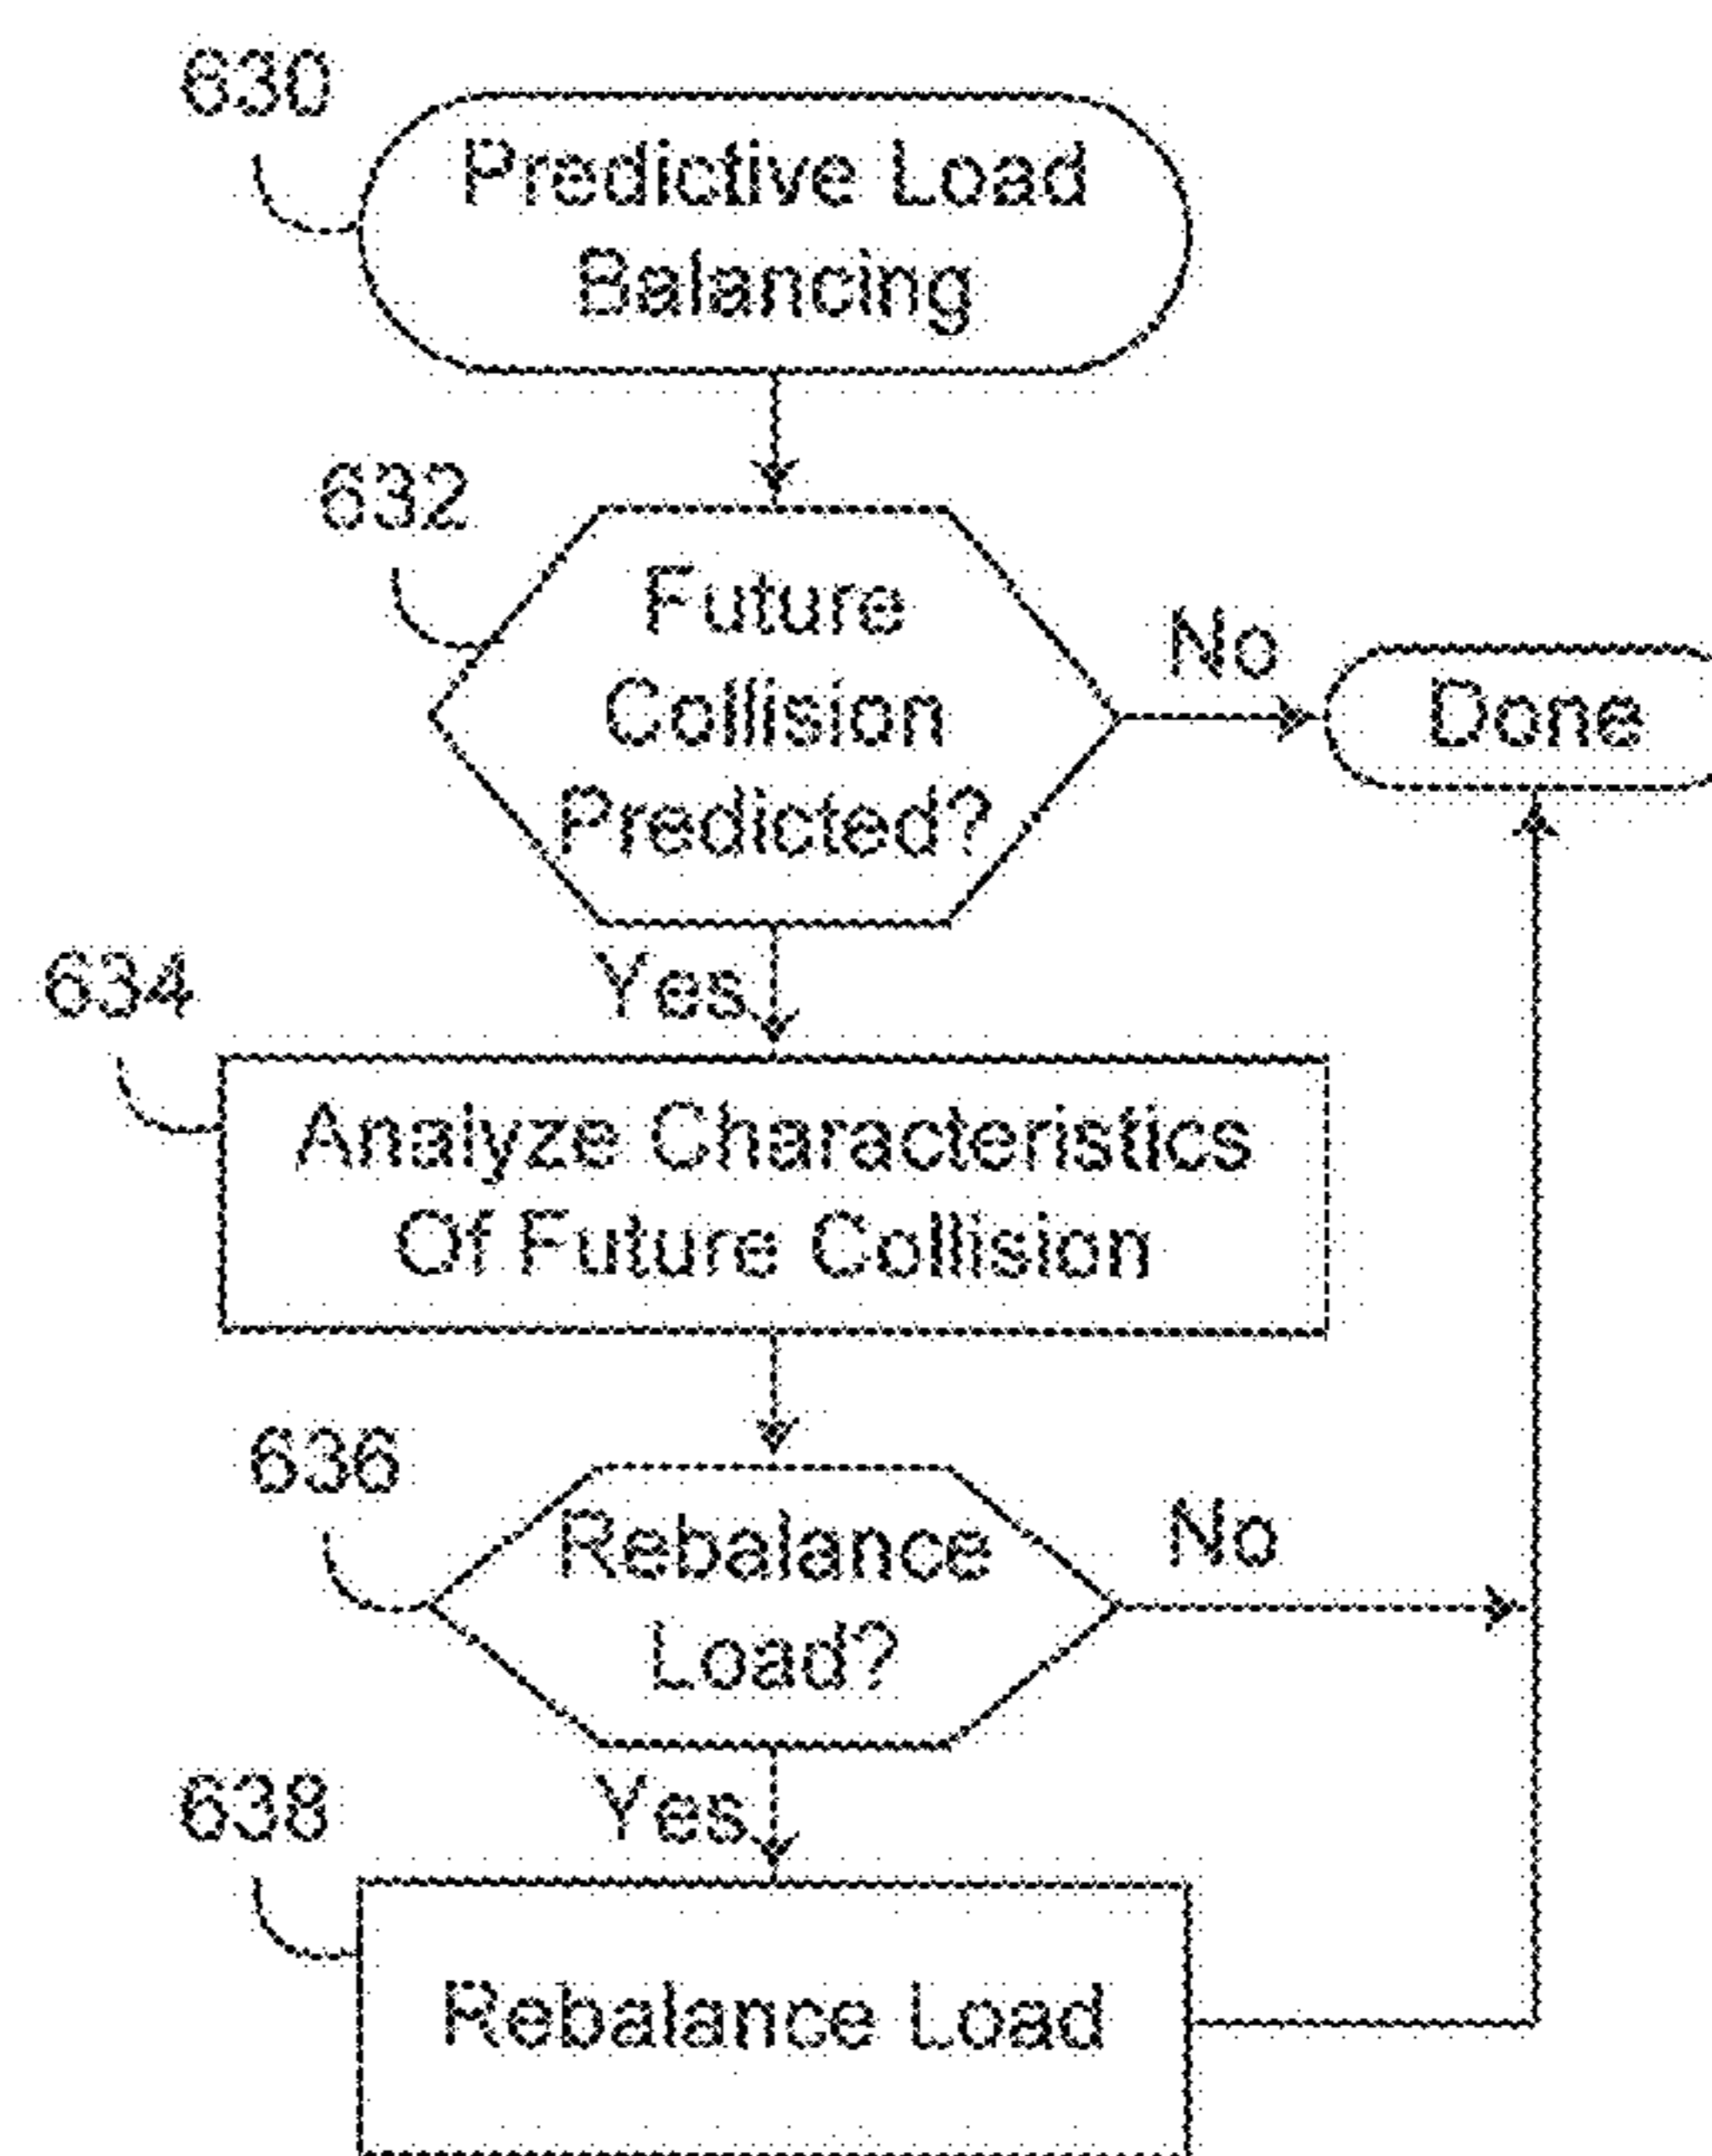 630
Predictive Load
Balancing
632
Future
Collision
Predicted?
No
Done
Yes
634
Analyze Characteristics
Of Future Collision
636
Rebalance
Load?
No
Yes
638
Rebalance Load